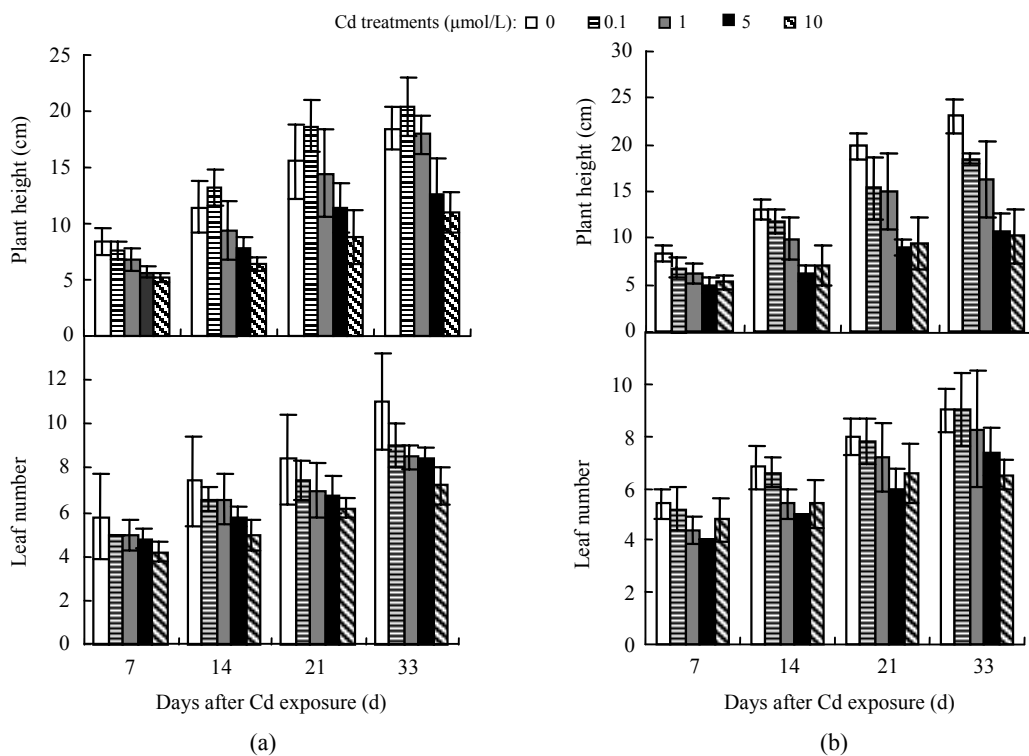 Cd treatments (μmol/L): 0 0.1 1 5 10
Plant height (cm)
25
20
15
10
5
0
Leaf number
12
10
8
6
4
2
0
7 14 21 33
Days after Cd exposure (d)
(a)
Plant height (cm)
30
25
20
15
10
5
0
Leaf number
10
8
6
4
2
0
7 14 21 33
Days after Cd exposure (d)
(b)